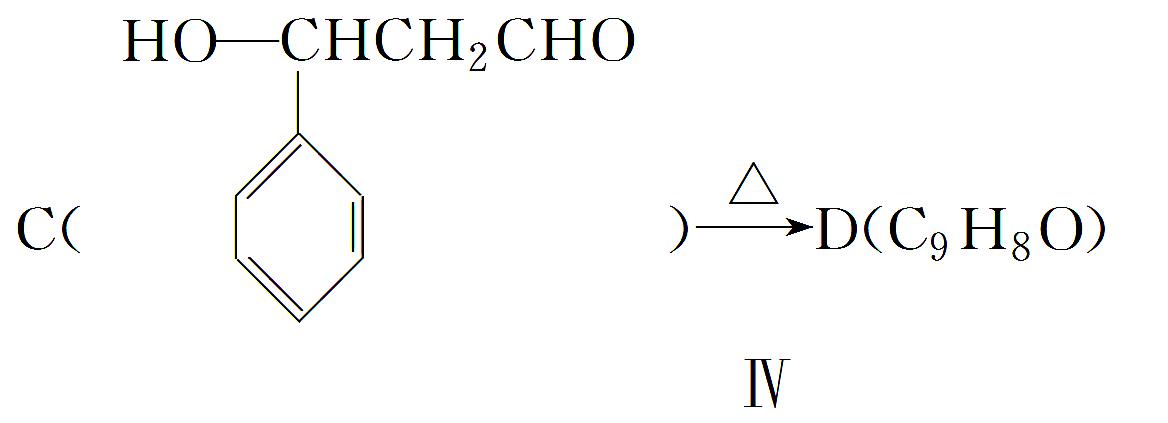 HO—CHCH₂CHO
C( ) △ D(C₉H₈O)
Ⅳ